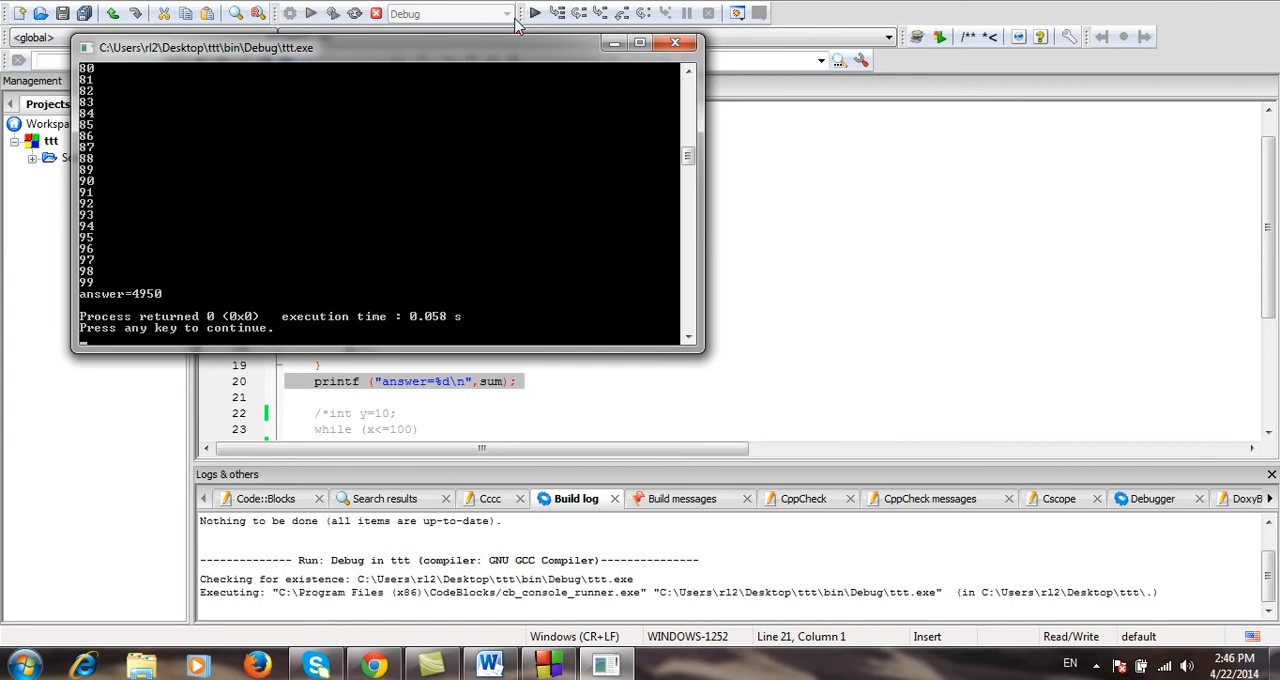 Debug
<global>
/** *<
C:\Users\rl2\Desktop\ttt\bin\Debug\ttt.exe
Management
Projects
Workspa
ttt
80
81
82
83
84
85
86
87
88
89
90
91
92
93
94
95
96
97
98
99
answer=4950
Process returned 0 (0x0)   execution time : 0.058 s
Press any key to continue.
19 }
20 printf ("answer=%d\n",sum);
21
22 /*int y=10;
23 while (x<=100)
Logs & others
Code::Blocks Search results Cccc Build log Build messages CppCheck CppCheck messages Cscope Debugger DoxyB
Nothing to be done (all items are up-to-date).
-------------- Run: Debug in ttt (compiler: GNU GCC Compiler)---------------
Checking for existence: C:\Users\rl2\Desktop\ttt\bin\Debug\ttt.exe
Executing: "C:\Program Files (x86)\CodeBlocks/cb_console_runner.exe" "C:\Users\rl2\Desktop\ttt\bin\Debug\ttt.exe"  (in C:\Users\rl2\Desktop\ttt\.)
Windows (CR+LF) WINDOWS-1252 Line 21, Column 1 Insert Read/Write default
EN
2:46 PM
4/22/2014